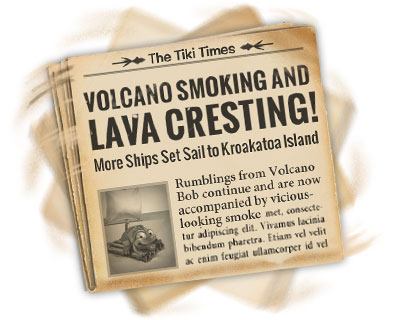 The Tiki Times
VOLCANO SMOKING AND
LAVA CRESTING!
More Ships Set Sail to Kroakatoa Island
Rumblings from Volcano
Bob continue and are now
accompanied by vicious-
looking smoke met, consecte-
tur adipiscing elit. Vivamus lacinia
bibendum pharetra. Etiam vel velit
ac enim feugiat ullamcorper id vel